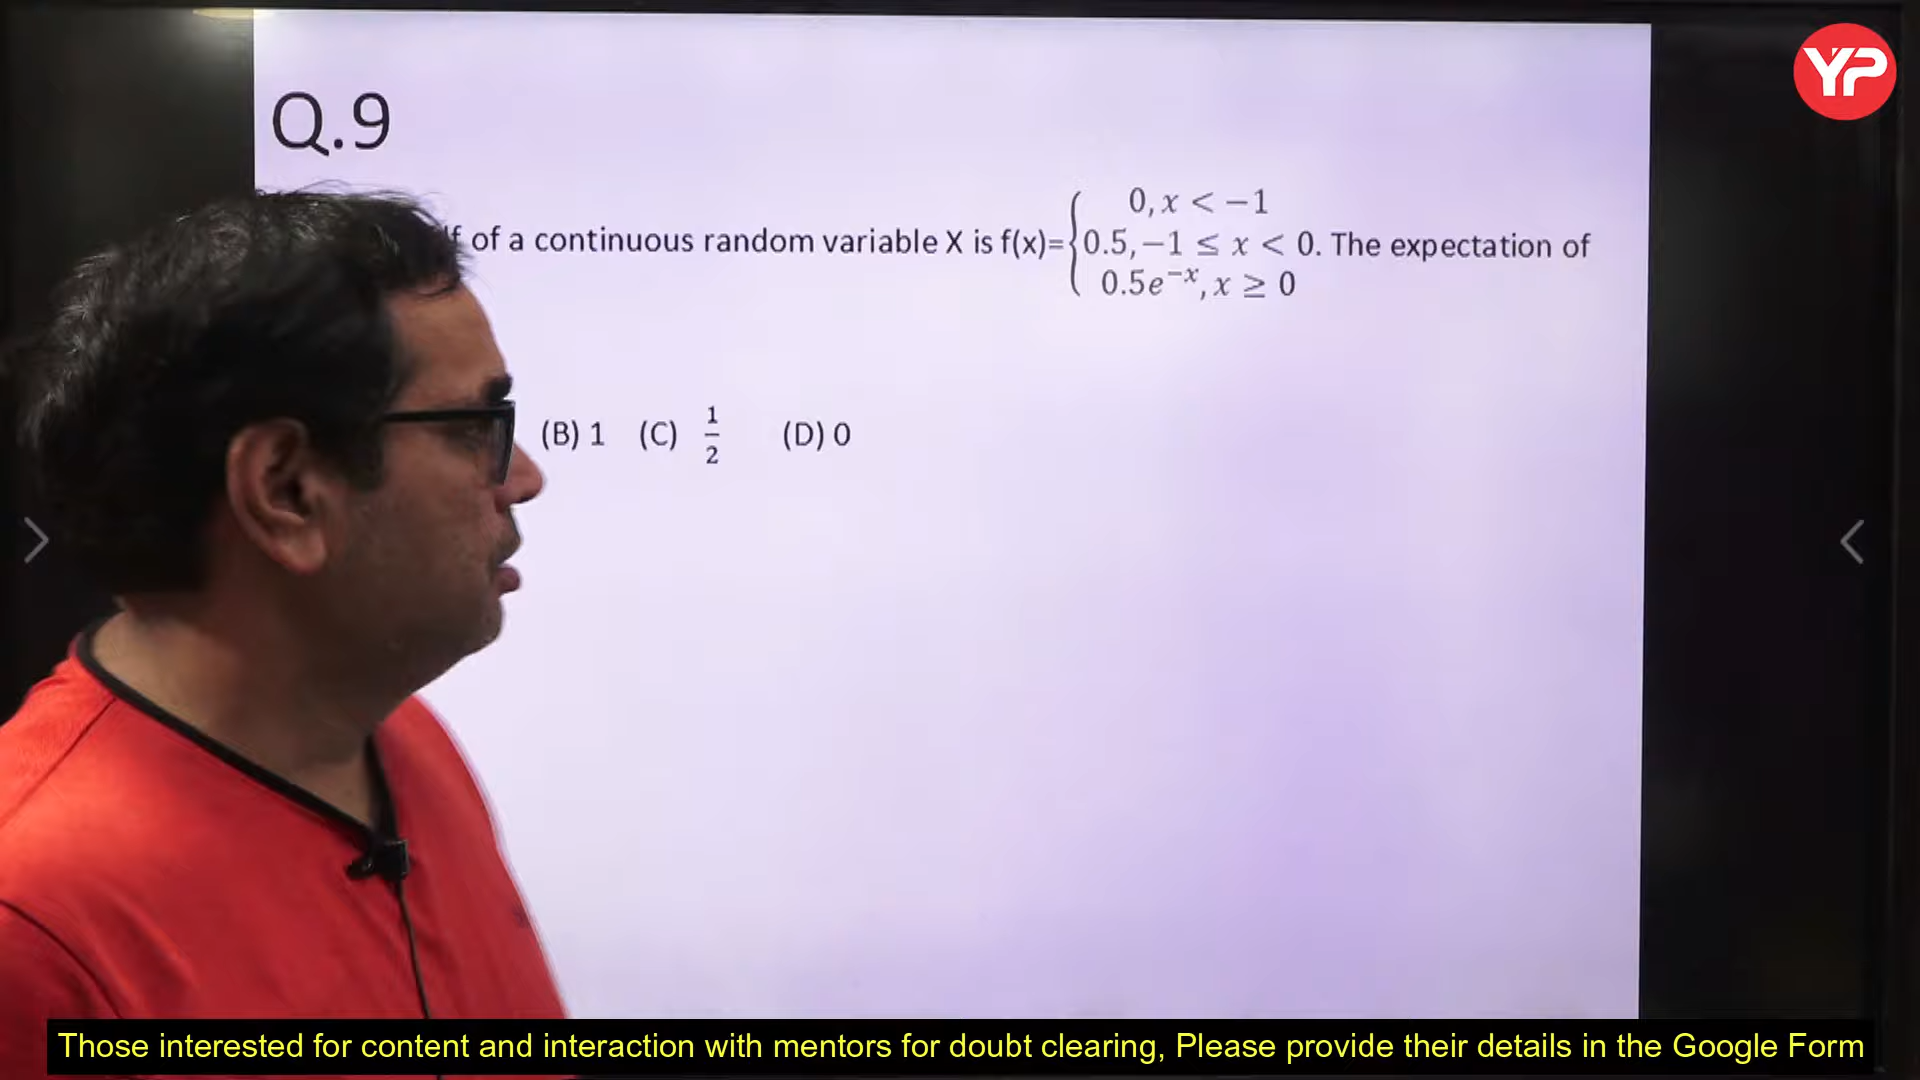 YP
Q.9
f of a continuous random variable X is f(x)={0, x < −1
0.5, −1 ≤ x < 0. The expectation of
0.5e^{−x}, x ≥ 0
(B) 1 (C) 1/2 (D) 0
Those interested for content and interaction with mentors for doubt clearing, Please provide their details in the Google Form